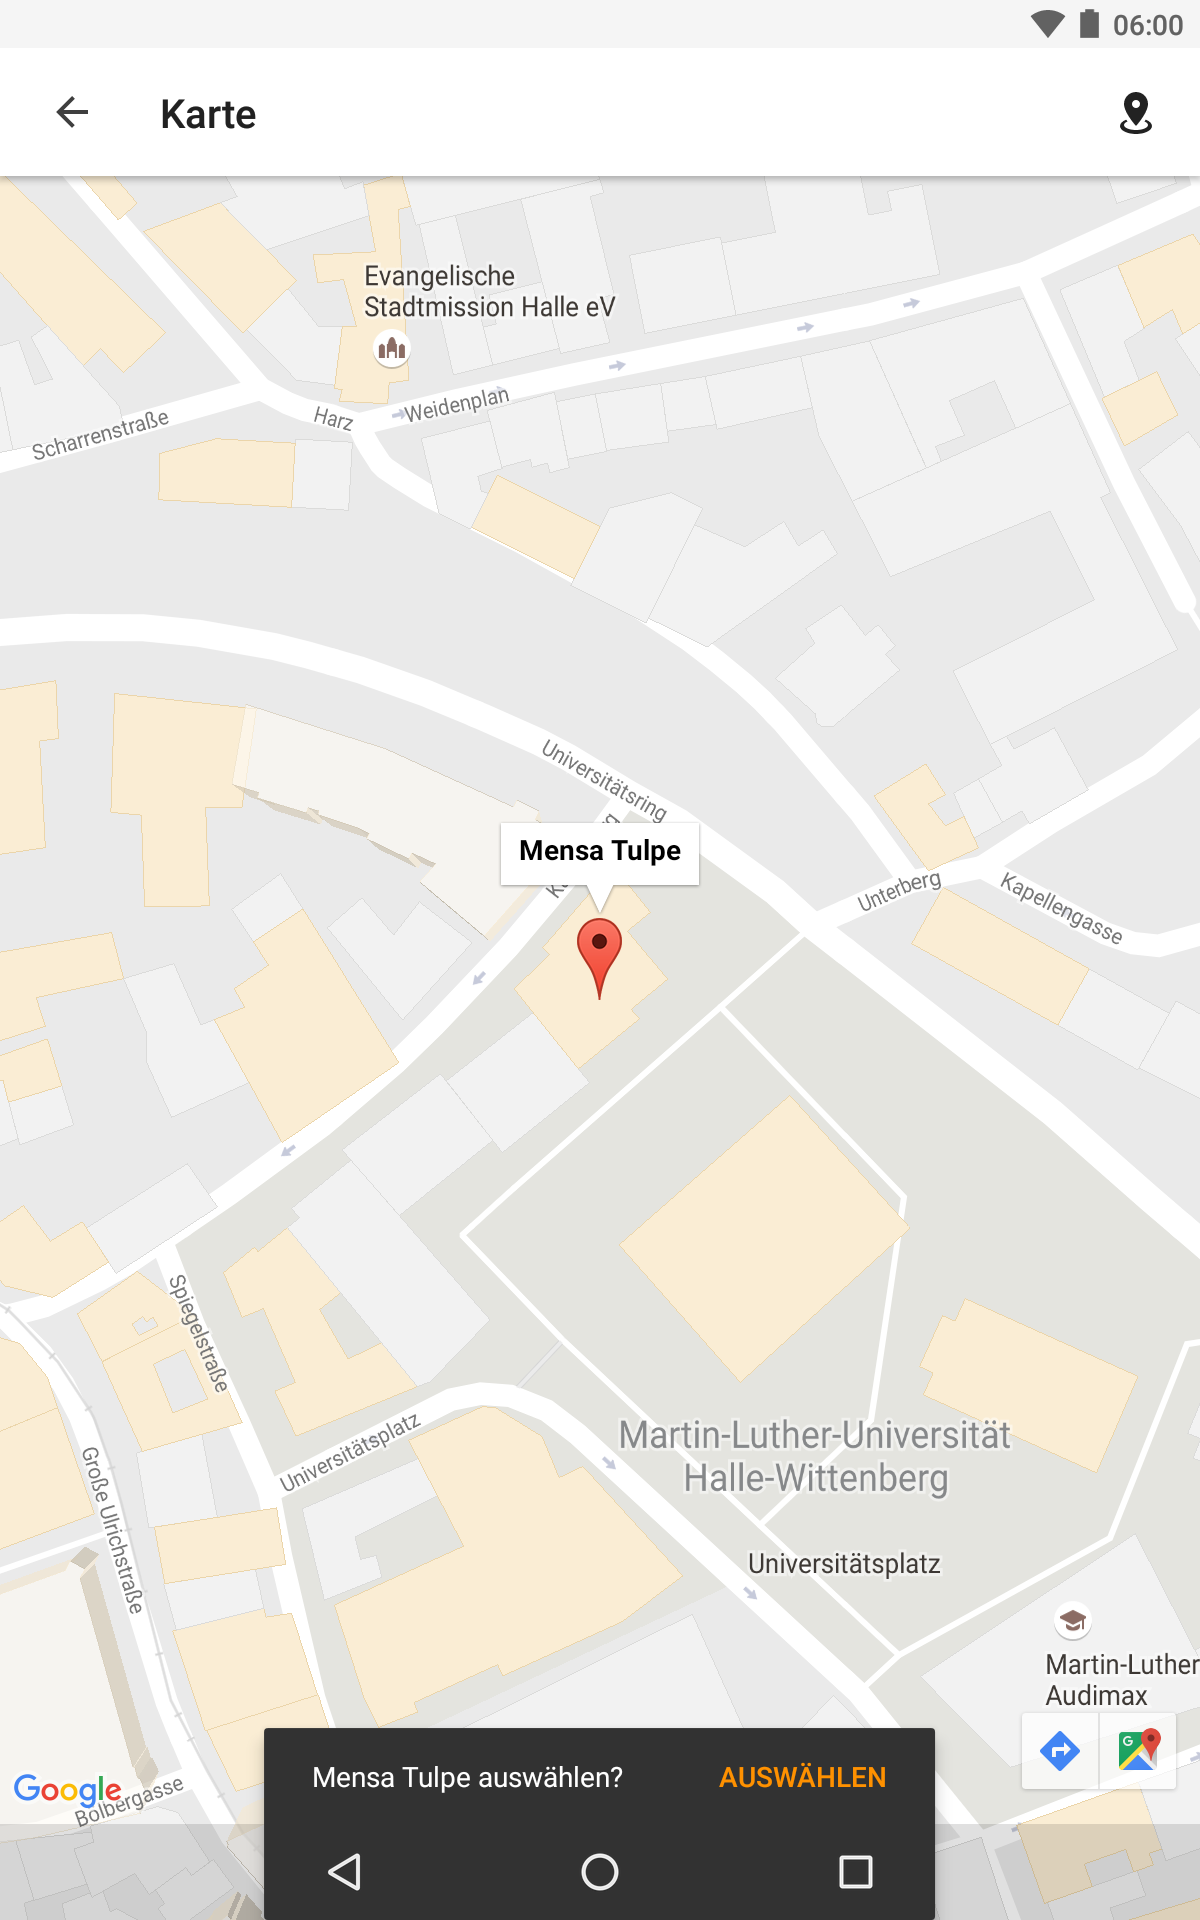 06:00
Karte
Evangelische
Stadtmission Halle eV
Weidenplan
Harz
Scharrenstraße
Universitätsring
Mensa Tulpe
Unterberg
Kapellengasse
Spiegelstraße
Universitätsplatz
Martin-Luther-Universität
Halle-Wittenberg
Große Ulrichstraße
Universitätsplatz
Martin-Luther
Audimax
G
Mensa Tulpe auswählen?
AUSWÄHLEN
Google
Bölbergasse